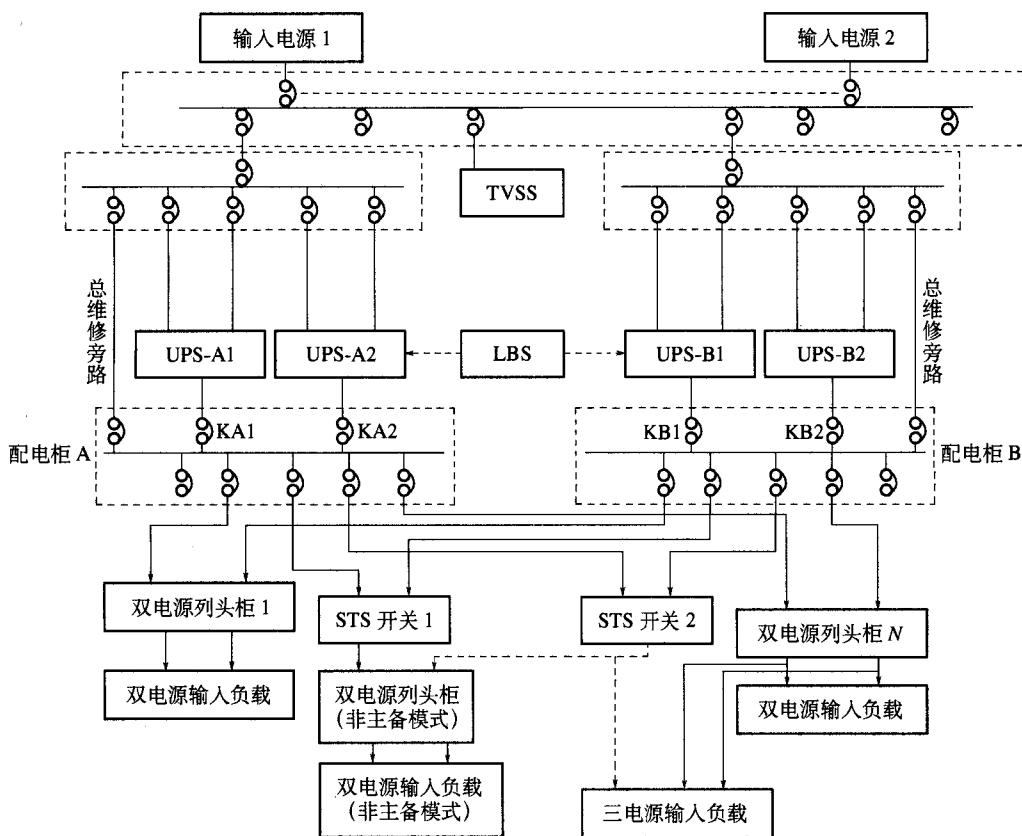 输入电源 1
输入电源 2
TVSS
总维修旁路
总维修旁路
UPS-A1
UPS-A2
LBS
UPS-B1
UPS-B2
配电柜 A
KA1
KA2
KB1
KB2
配电柜 B
双电源列头柜 1
STS 开关 1
STS 开关 2
双电源列头柜 N
双电源输入负载
双电源列头柜
(非主备模式)
双电源输入负载
双电源输入负载
(非主备模式)
三电源输入负载